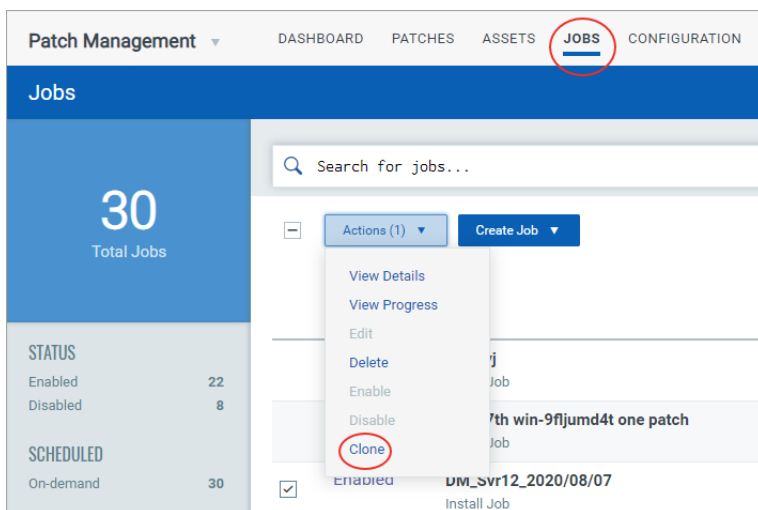 Patch Management DASHBOARD PATCHES ASSETS JOBS CONFIGURATION
Jobs
30
Total Jobs
Search for jobs...
Actions (1) Create Job
View Details
View Progress
Edit
Delete
Enable
Disable
Clone
STATUS
Enabled 22
Disabled 8
SCHEDULED
On-demand 30
Job
7th win-9fljumd4t one patch
Job
Enabled DM_Svr12_2020/08/07
Install Job